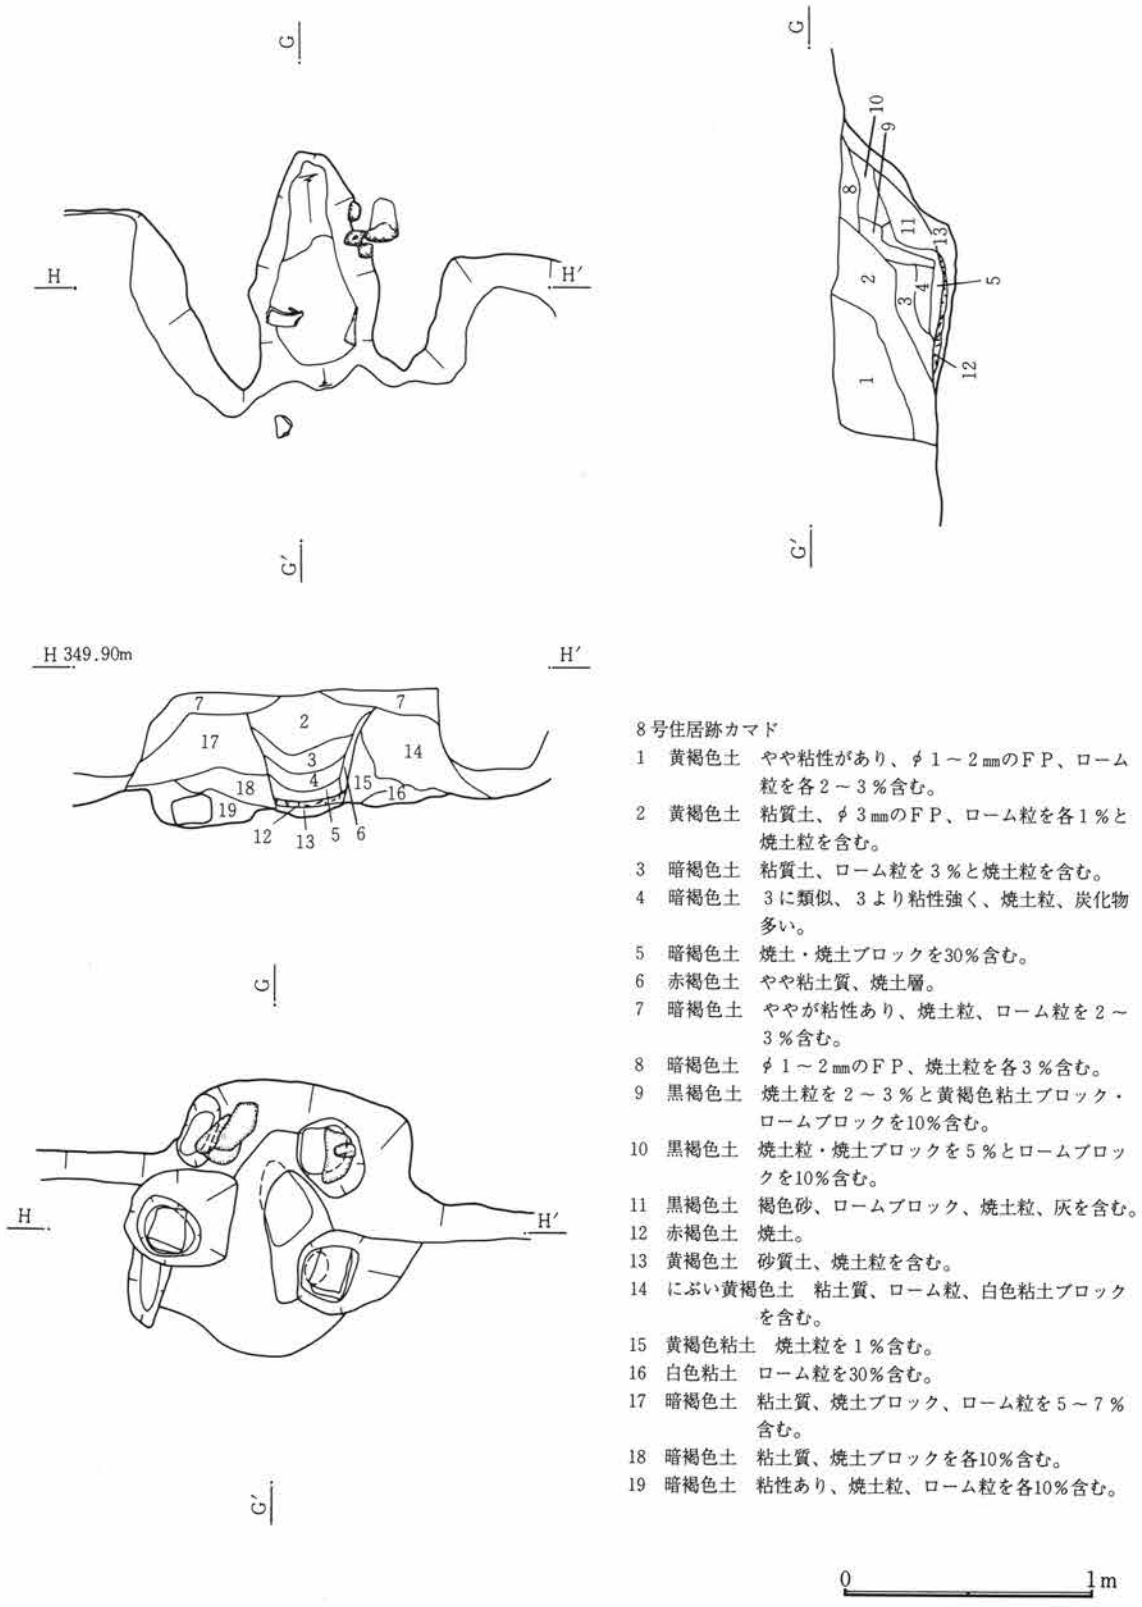 G
G
10
9
8
11
13
2
4
3
5
12
1
H
H′
G′
G′
H 349.90m
H′
7
7
2
17
14
3
4
15
18
16
19
12
13
5
6
8号住居跡カマド
1 黄褐色土 やや粘性があり、φ1～2㎜のＦＰ、ローム
粒を各2～3％含む。
2 黄褐色土 粘質土、φ3㎜のＦＰ、ローム粒を各1％と
焼土粒を含む。
3 暗褐色土 粘質土、ローム粒を3％と焼土粒を含む。
4 暗褐色土 3に類似、3より粘性強く、焼土粒、炭化物
多い。
5 暗褐色土 焼土・焼土ブロックを30％含む。
6 赤褐色土 やや粘土質、焼土層。
7 暗褐色土 ややが粘性あり、焼土粒、ローム粒を2～
3％含む。
8 暗褐色土 φ1～2㎜のＦＰ、焼土粒を各3％含む。
9 黒褐色土 焼土粒を2～3％と黄褐色粘土ブロック・
ロームブロックを10％含む。
10 黒褐色土 焼土粒・焼土ブロックを5％とロームブロッ
クを10％含む。
11 黒褐色土 褐色砂、ロームブロック、焼土粒、灰を含む。
12 赤褐色土 焼土。
13 黄褐色土 砂質土、焼土粒を含む。
14 にぶい黄褐色土 粘土質、ローム粒、白色粘土ブロック
を含む。
15 黄褐色粘土 焼土粒を1％含む。
16 白色粘土 ローム粒を30％含む。
17 暗褐色土 粘土質、焼土ブロック、ローム粒を5～7％
含む。
18 暗褐色土 粘土質、焼土ブロックを各10％含む。
19 暗褐色土 粘性あり、焼土粒、ローム粒を各10％含む。
G
H
H′
G′
0 1m